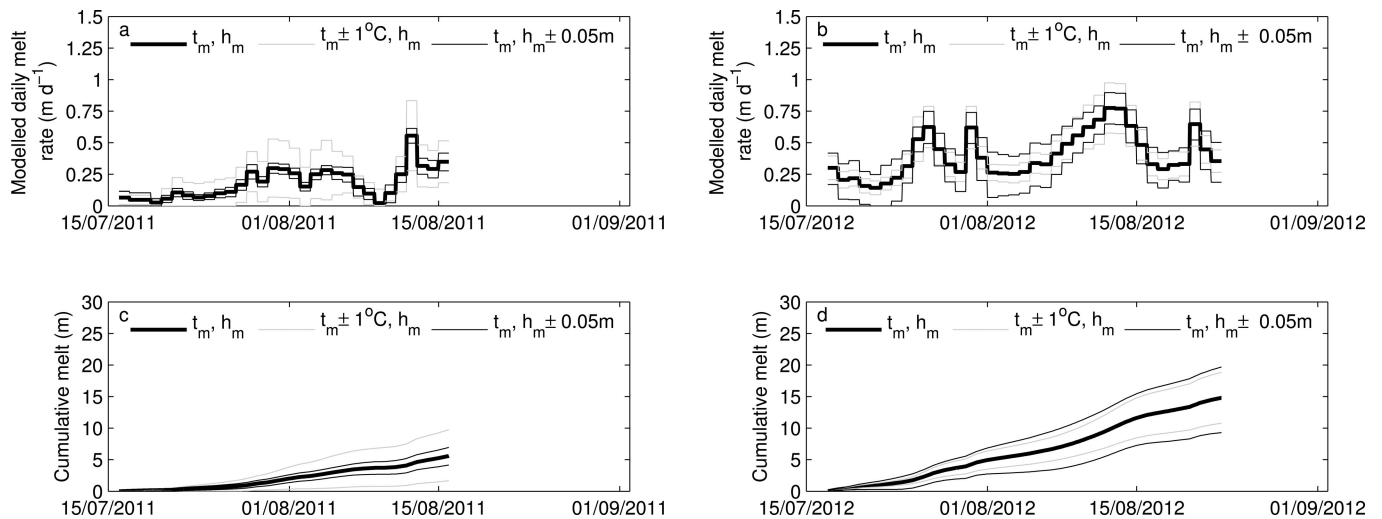 Modelled daily melt
rate (m d⁻¹)
1.5
1.25
1
0.75
0.5
0.25
0
a
tₘ, hₘ
tₘ± 1°C, hₘ
tₘ, hₘ± 0.05m
15/07/2011
01/08/2011
15/08/2011
01/09/2011
Modelled daily melt
rate (m d⁻¹)
1.5
1.25
1
0.75
0.5
0.25
0
b
tₘ, hₘ
tₘ± 1°C, hₘ
tₘ, hₘ± 0.05m
15/07/2012
01/08/2012
15/08/2012
01/09/2012
Cumulative melt (m)
30
25
20
15
10
5
0
c
tₘ, hₘ
tₘ± 1°C, hₘ
tₘ, hₘ± 0.05m
15/07/2011
01/08/2011
15/08/2011
01/09/2011
Cumulative melt (m)
30
25
20
15
10
5
0
d
tₘ, hₘ
tₘ± 1°C, hₘ
tₘ, hₘ± 0.05m
15/07/2012
01/08/2012
15/08/2012
01/09/2012